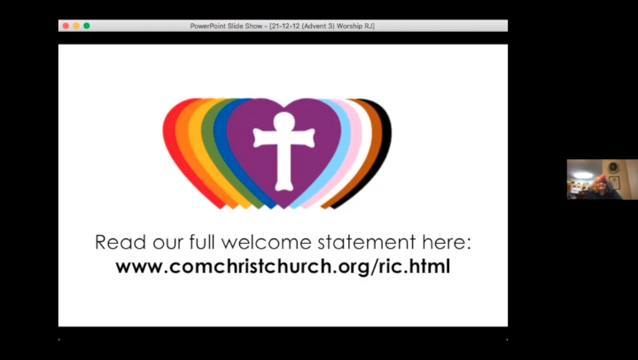 PowerPoint Slide Show - [21-12-12 (Advent 3) Worship RJ]
Read our full welcome statement here:
www.comchristchurch.org/ric.html